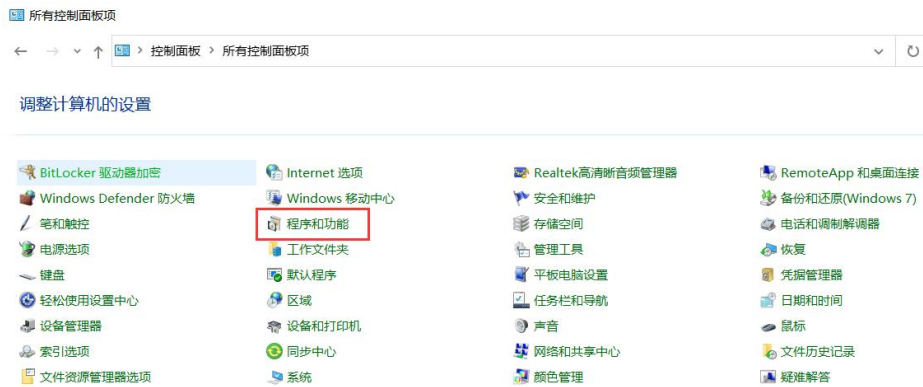 所有控制面板项
控制面板 > 所有控制面板项
调整计算机的设置
BitLocker 驱动器加密 Internet 选项 Realtek高清晰音频管理器 RemoteApp 和桌面连接
Windows Defender 防火墙 Windows 移动中心 安全和维护 备份和还原(Windows 7)
笔和触控 程序和功能 存储空间 电话和调制解调器
电源选项 工作文件夹 管理工具 恢复
键盘 默认程序 平板电脑设置 凭据管理器
轻松使用设置中心 区域 任务栏和导航 日期和时间
设备管理器 设备和打印机 声音 鼠标
索引选项 同步中心 网络和共享中心 文件历史记录
文件资源管理器选项 系统 颜色管理 疑难解答